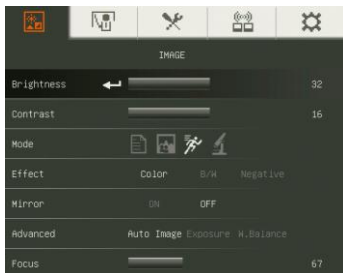 IMAGE
Brightness 32
Contrast 16
Mode
Effect Color B/W Negative
Mirror ON OFF
Advanced Auto Image Exposure W.Balance
Focus 67